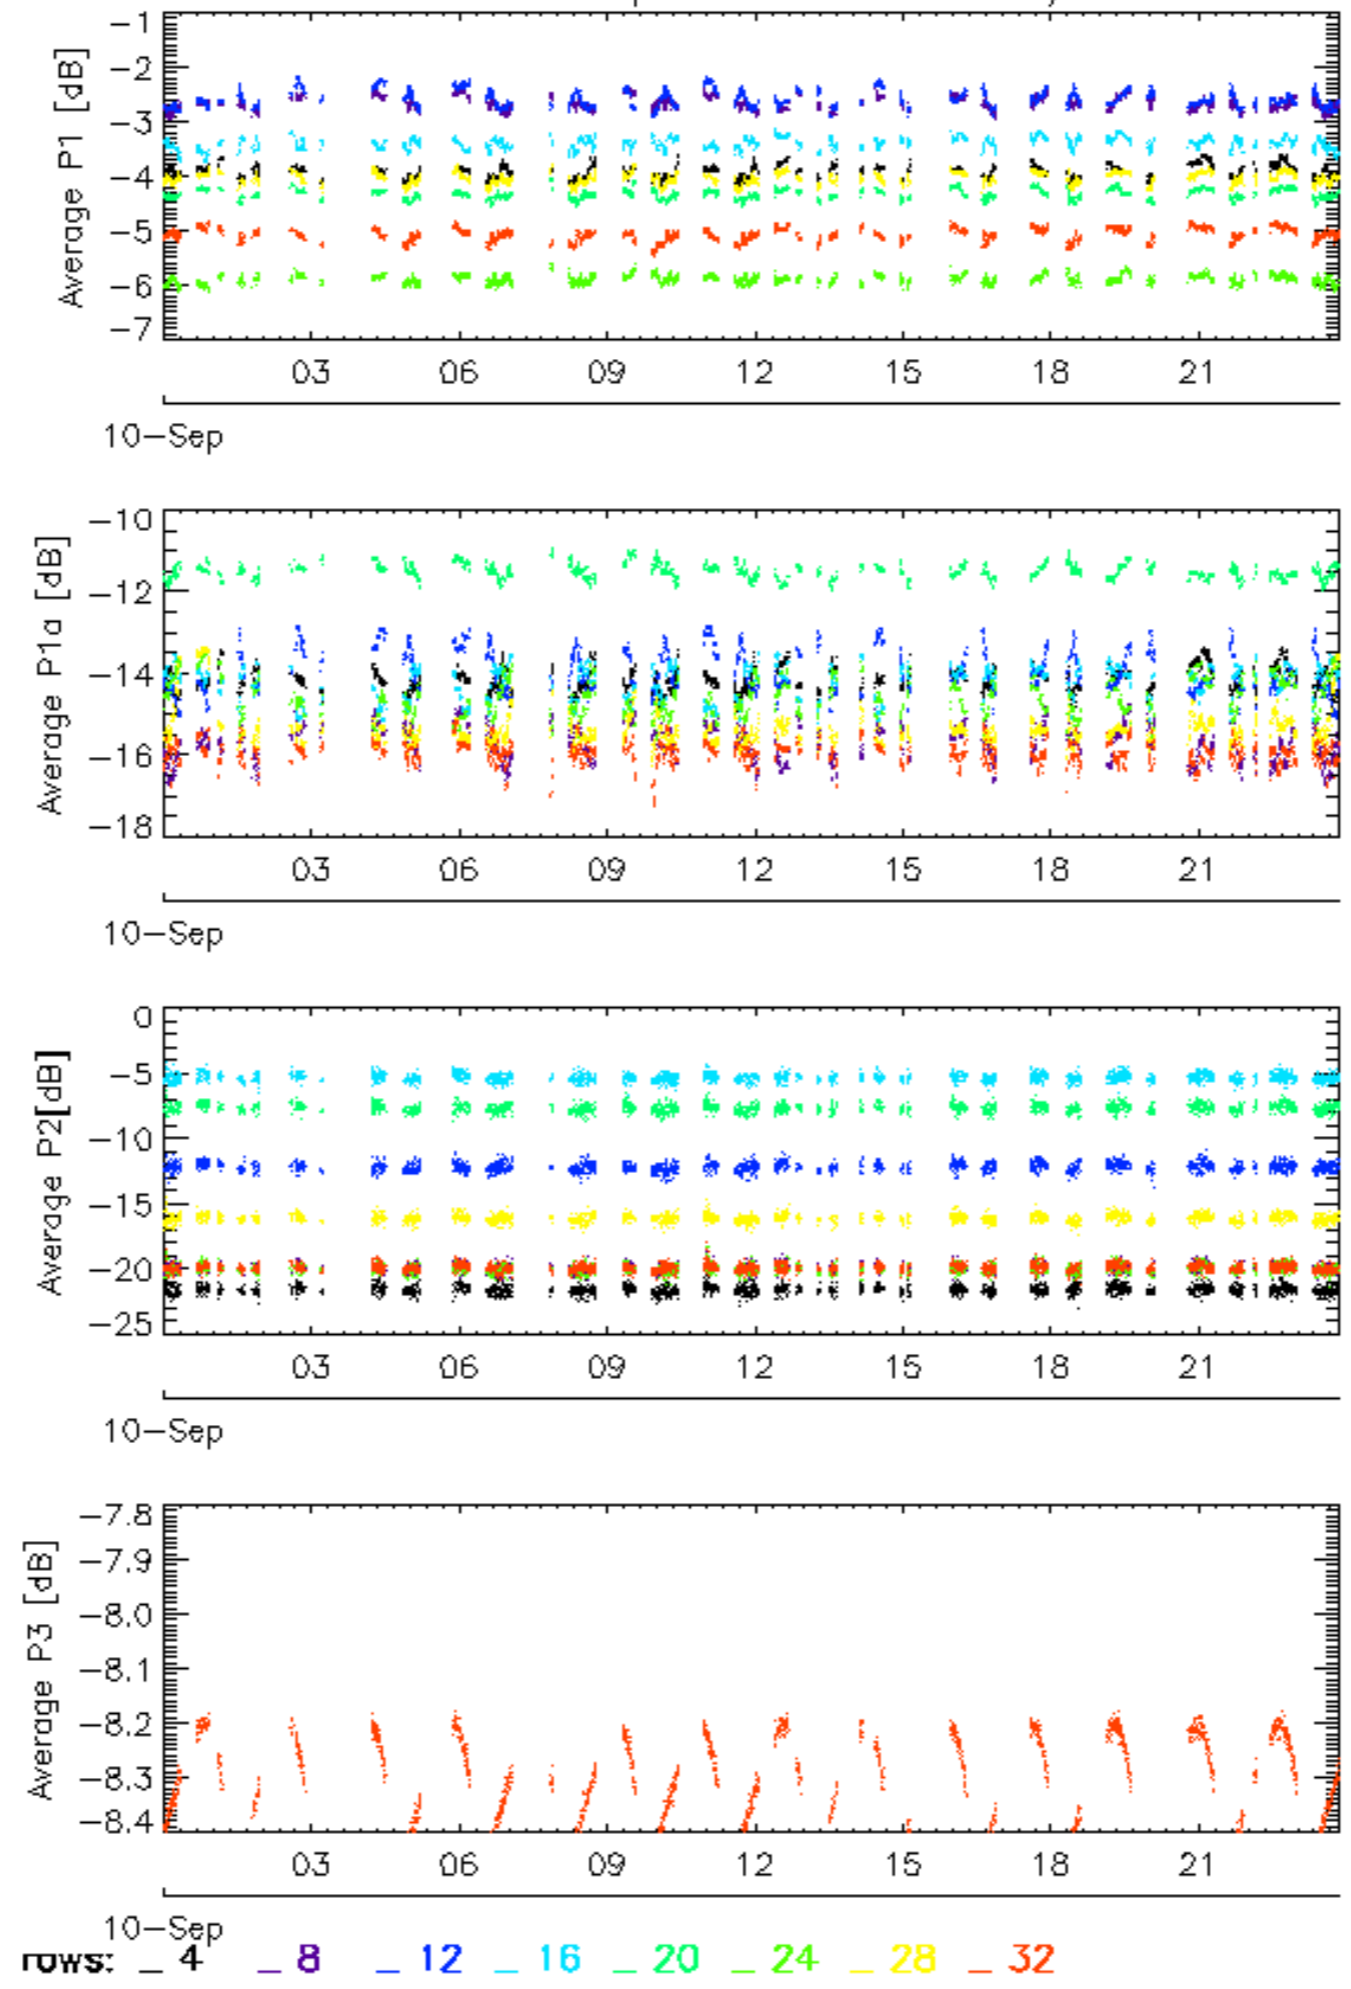 Average P1 [dB]
-1
-2
-3
-4
-5
-6
-7
03 06 09 12 15 18 21
10-Sep
Average P1a [dB]
-10
-12
-14
-16
-18
03 06 09 12 15 18 21
10-Sep
Average P2[dB]
0
-5
-10
-15
-20
-25
03 06 09 12 15 18 21
10-Sep
Average P3 [dB]
-7.8
-7.9
-8.0
-8.1
-8.2
-8.3
-8.4
03 06 09 12 15 18 21
10-Sep
rows: _ 4 _ 8 _ 12 _ 16 _ 20 _ 24 _ 28 _ 32